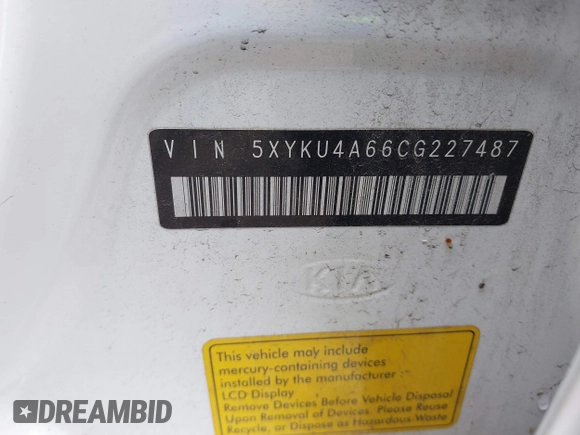 VIN 5XYKU4A66CG227487
KIA
This vehicle may include
mercury-containing devices
installed by the manufacturer :
LCD Display
Remove Devices Before Vehicle Disposal
Upon Removal of Devices. Please Reuse
Recycle, or Dispose as Hazardous Waste
DREAMBID